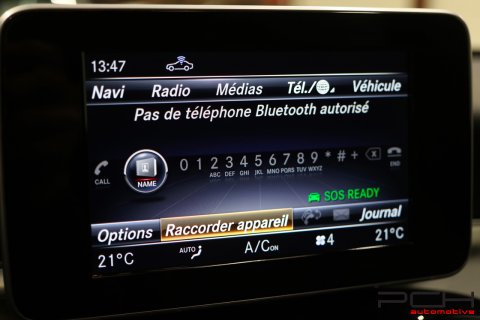 13:47
Navi Radio Médias Tél./ Véhicule
Pas de téléphone Bluetooth autorisé
0 1 2 3 4 5 6 7 8 9 * # +
ABC DEF GHI JKL MNO PQRS TUV WXYZ
CALL NAME END
SOS READY
Options Raccorder appareil Journal
21°C AUTO A/C ON 4 21°C
PCH
automotive